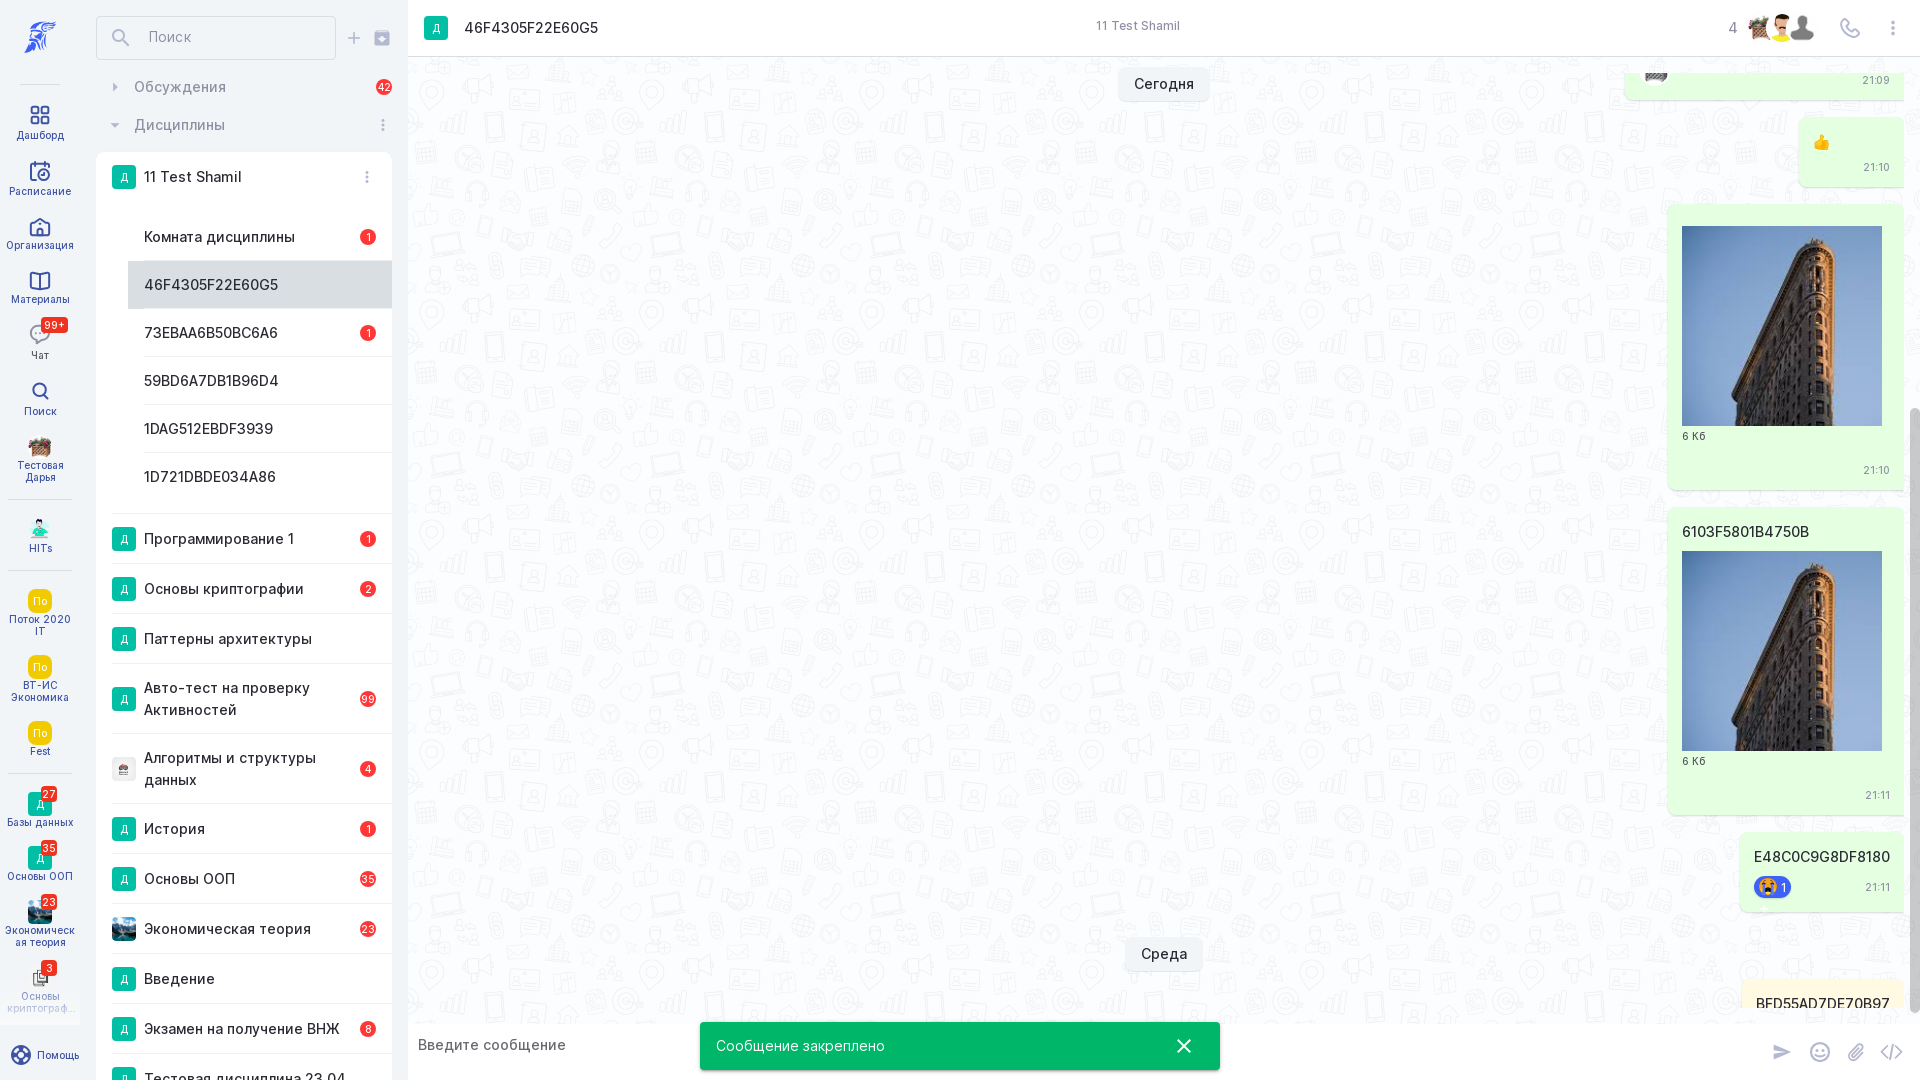 Дашборд
Расписание
Организация
Материалы
99+
Чат
Поиск
Тестовая
Дарья
HITs
По
Поток 2020
IT
По
ВТ-ИС
Экономика
По
Fest
27
Д
Базы данных
35
Д
Основы ООП
23
Экономическ
ая теория
3
Основы
криптограф...
Помощь
Поиск
Обсуждения
42
Дисциплины
Д
11 Test Shamil
Комната дисциплины
1
46F4305F22E60G5
73EBAA6B50BC6A6
1
59BD6A7DB1B96D4
1DAG512EBDF3939
1D721DBDE034A86
Д
Программирование 1
1
Д
Основы криптографии
2
Д
Паттерны архитектуры
Д
Авто-тест на проверку
Активностей
99
Алгоритмы и структуры
данных
4
Д
История
1
Д
Основы ООП
35
Экономическая теория
23
Д
Введение
Д
Экзамен на получение ВНЖ
8
Д
Тестовая дисциплина 23.04
Д
46F4305F22E60G5
11 Test Shamil
4
Сегодня
21:09
21:10
6 Кб
21:10
6103F5801B4750B
6 Кб
21:11
E48C0C9G8DF8180
1
21:11
Среда
BFD55AD7DE70B97
Введите сообщение
Сообщение закреплено